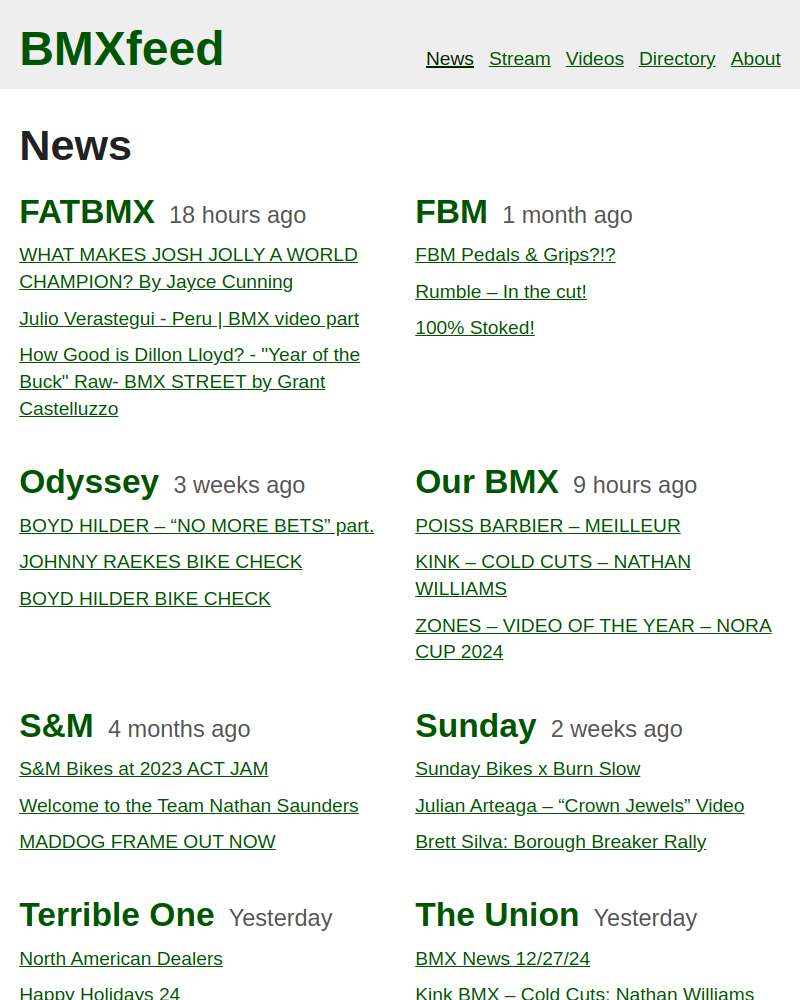 BMXfeed
News Stream Videos Directory About
News
FATBMX 18 hours ago
WHAT MAKES JOSH JOLLY A WORLD
CHAMPION? By Jayce Cunning
Julio Verastegui - Peru | BMX video part
How Good is Dillon Lloyd? - "Year of the
Buck" Raw- BMX STREET by Grant
Castelluzzo
FBM 1 month ago
FBM Pedals & Grips?!?
Rumble – In the cut!
100% Stoked!
Odyssey 3 weeks ago
BOYD HILDER – “NO MORE BETS” part.
JOHNNY RAEKES BIKE CHECK
BOYD HILDER BIKE CHECK
Our BMX 9 hours ago
POISS BARBIER – MEILLEUR
KINK – COLD CUTS – NATHAN
WILLIAMS
ZONES – VIDEO OF THE YEAR – NORA
CUP 2024
S&M 4 months ago
S&M Bikes at 2023 ACT JAM
Welcome to the Team Nathan Saunders
MADDOG FRAME OUT NOW
Sunday 2 weeks ago
Sunday Bikes x Burn Slow
Julian Arteaga – “Crown Jewels” Video
Brett Silva: Borough Breaker Rally
Terrible One Yesterday
North American Dealers
Happy Holidays 24
The Union Yesterday
BMX News 12/27/24
Kink BMX – Cold Cuts: Nathan Williams